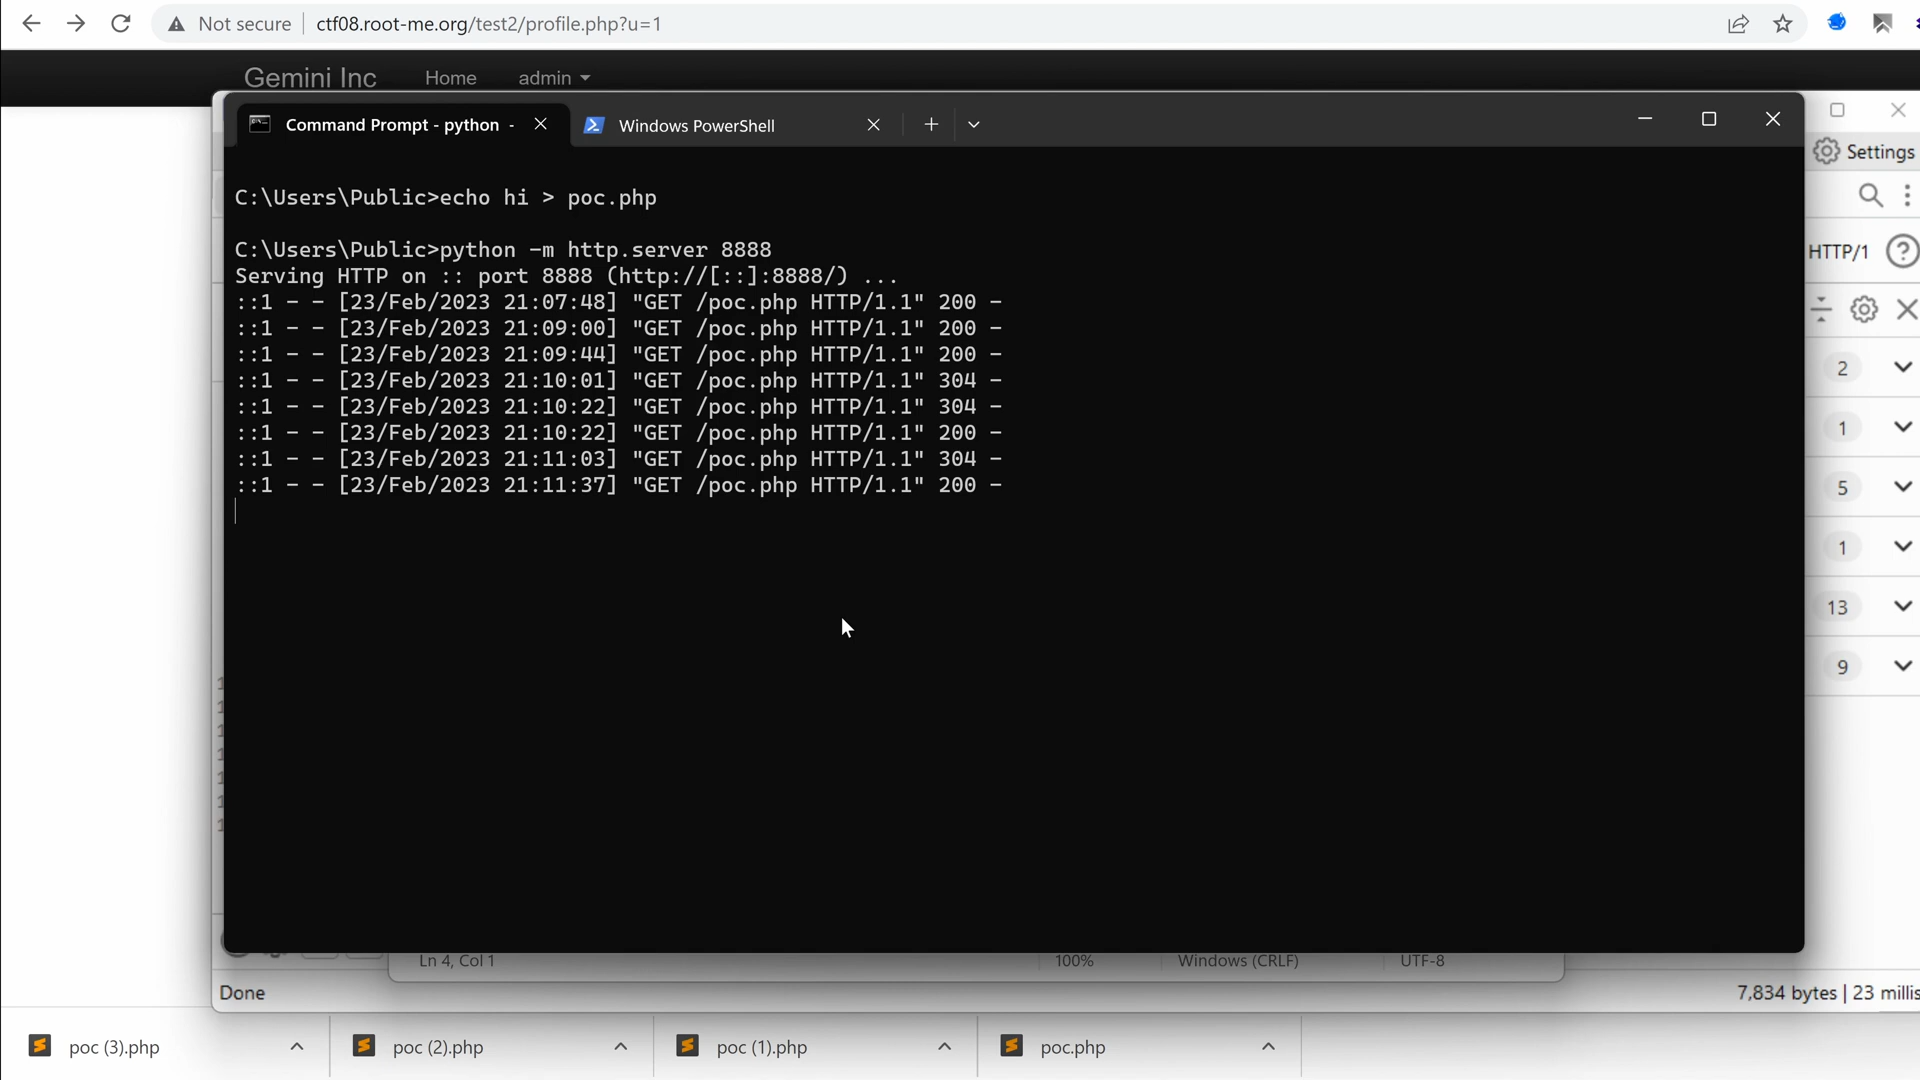 Not secure
ctf08.root-me.org/test2/profile.php?u=1
Gemini Inc Home admin
Command Prompt - python -
Windows PowerShell
Settings
C:\Users\Public>echo hi > poc.php
C:\Users\Public>python -m http.server 8888
HTTP/1
Serving HTTP on :: port 8888 (http://[::]:8888/) ...
::1 - - [23/Feb/2023 21:07:48] "GET /poc.php HTTP/1.1" 200 -
::1 - - [23/Feb/2023 21:09:00] "GET /poc.php HTTP/1.1" 200 -
::1 - - [23/Feb/2023 21:09:44] "GET /poc.php HTTP/1.1" 200 -
::1 - - [23/Feb/2023 21:10:01] "GET /poc.php HTTP/1.1" 304 -
::1 - - [23/Feb/2023 21:10:22] "GET /poc.php HTTP/1.1" 304 -
::1 - - [23/Feb/2023 21:10:22] "GET /poc.php HTTP/1.1" 200 -
::1 - - [23/Feb/2023 21:11:03] "GET /poc.php HTTP/1.1" 304 -
::1 - - [23/Feb/2023 21:11:37] "GET /poc.php HTTP/1.1" 200 -
2
1
5
1
13
9
Ln 4, Col 1 100% Windows (CRLF) UTF-8
Done
7,834 bytes | 23 millis
poc (3).php
poc (2).php
poc (1).php
poc.php